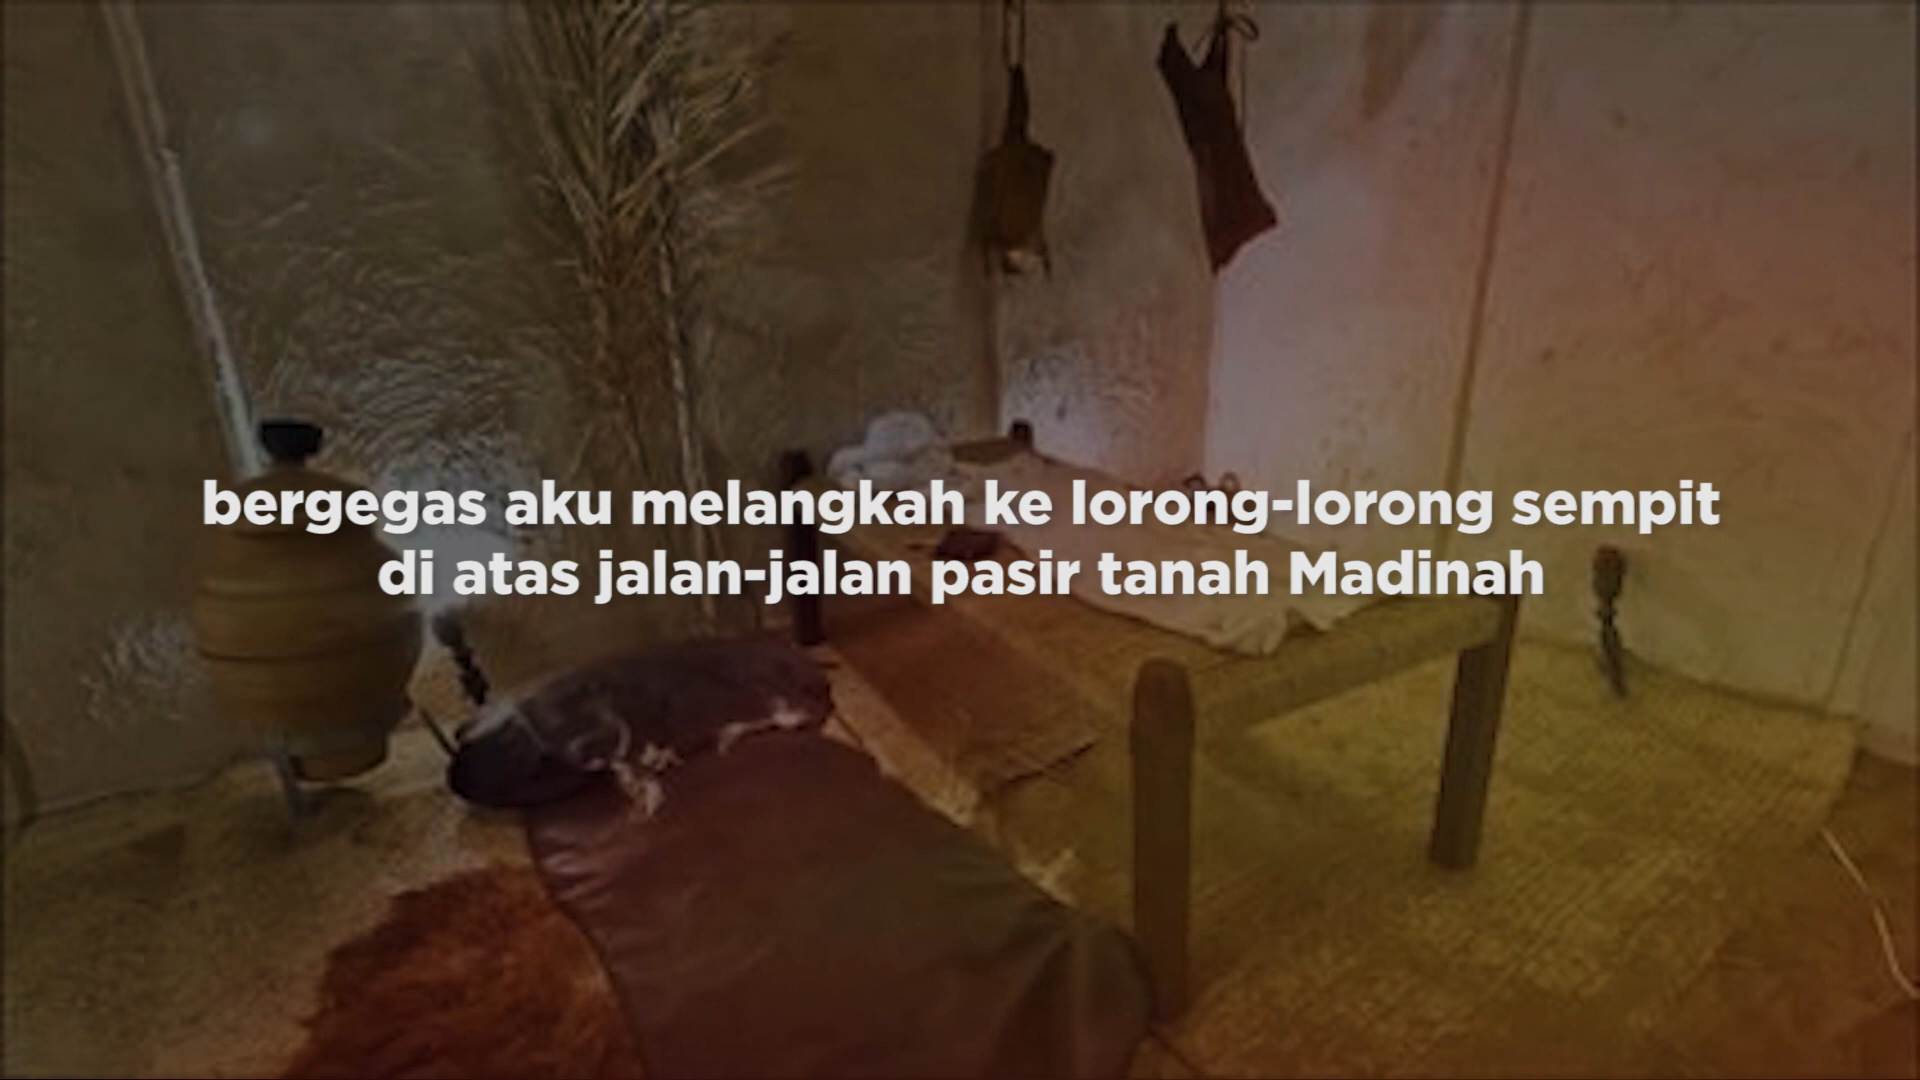 bergegas aku melangkah ke lorong-lorong sempit
di atas jalan-jalan pasir tanah Madinah